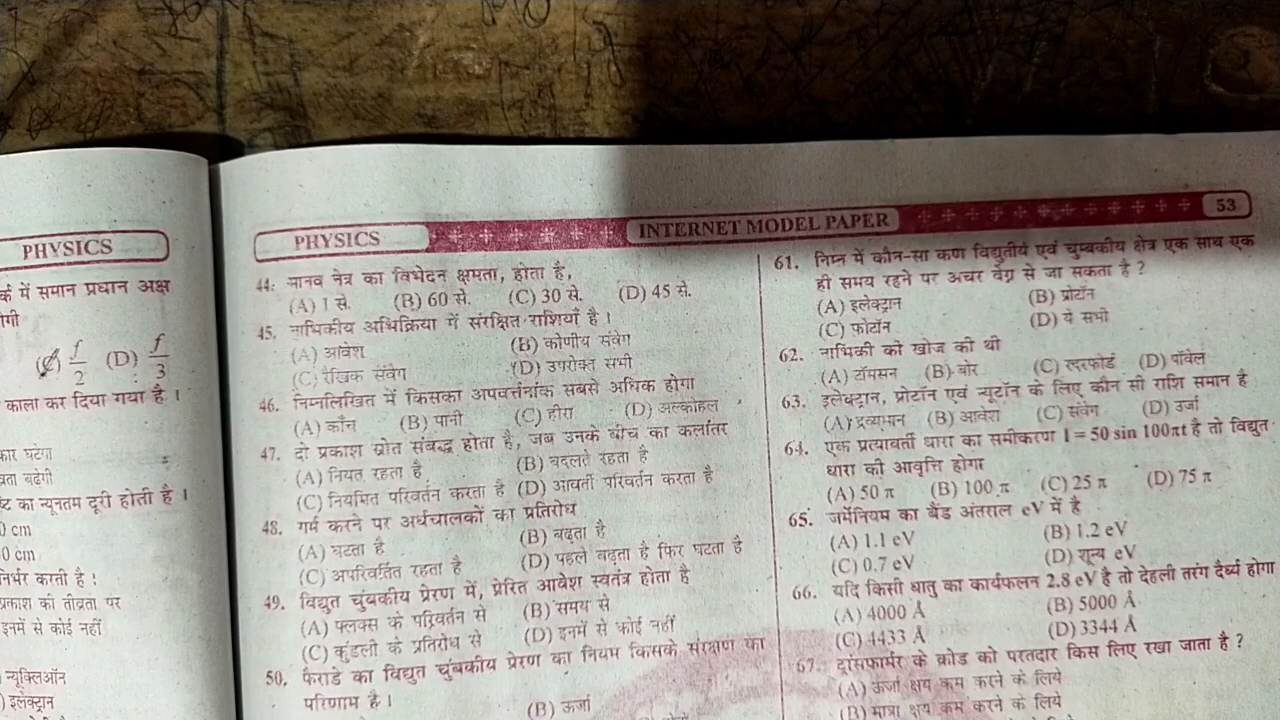 PHYSICS
र्क में समान प्रधान अक्ष
f/2 (D) f/3
काला कर दिया गया है ।
घटेगा
बढ़ेगी
ष्ट का न्यूनतम दूरी होती है ।
0 cm
0 cm
निर्भर करती है !
प्रकाश की तीव्रता पर
इनमें से कोई नहीं
न्यूक्लिऑन
इलेक्ट्रान
PHYSICS
INTERNET MODEL PAPER
53
44. मानव नेत्र का विभेदन क्षमता, होता है,
(A) 1 से. (B) 60 से. (C) 30 से. (D) 45 से.
45. नाभिकीय अभिक्रिया में संरक्षित राशियाँ है ।
(A) आवेश (B) कोणीय संवेग
(C) रैखिक संवेग (D) उपरोक्त सभी
46. निम्नलिखित में किसका अपवर्त्तनांक सबसे अधिक होगा
(A) काँच (B) पानी (C) हीरा (D) अल्कोहल
47. दो प्रकाश स्रोत संबद्ध होता है, जब उनके बीच का कलांतर
(A) नियत रहता है (B) बदलते रहता है
(C) नियमित परिवर्तन करता है (D) आवर्ती परिवर्तन करता है
48. गर्म करने पर अर्धचालकों का प्रतिरोध
(A) घटता है (B) बढ़ता है
(C) अपरिवर्तित रहता है (D) पहले बढ़ता है फिर घटता है
49. विद्युत चुंबकीय प्रेरण में, प्रेरित आवेश स्वतंत्र होता है
(A) फ्लक्स के परिवर्तन से (B) समय से
(C) कुंडली के प्रतिरोध से (D) इनमें से कोई नहीं
50. फैराडे का विद्युत चुंबकीय प्रेरण का नियम किसके संरक्षण का
परिणाम है ।
(B) ऊर्जा
61. निम्न में कौन-सा कण विद्युतीय एवं चुम्बकीय क्षेत्र एक साथ एक
ही समय रहने पर अचर वेग से जा सकता है ?
(A) इलेक्ट्रान (B) प्रोटॉन
(C) फोटॉन (D) ये सभी
62. नाभिकी की खोज की थी
(A) टॉमसन (B) बोर (C) रदरफोर्ड (D) पॉवेल
63. इलेक्ट्रान, प्रोटॉन एवं न्यूट्रॉन के लिए कौन सी राशि समान है
(A) द्रव्यमान (B) आवेश (C) संवेग (D) उर्जा
64. एक प्रत्यावर्ती धारा का समीकरण I = 50 sin 100πt है तो विद्युत
धारा की आवृत्ति होगा
(A) 50 π (B) 100 π (C) 25 π (D) 75 π
65. जर्मेनियम का बैंड अंतराल eV में है
(A) 1.1 eV (B) 1.2 eV
(C) 0.7 eV (D) शून्य eV
66. यदि किसी धातु का कार्यफलन 2.8 eV है तो देहली तरंग दैर्ध्य होगा
(A) 4000 Å (B) 5000 Å
(C) 4433 Å (D) 3344 Å
67. ट्रांसफार्मर के क्रोड को परतदार किस लिए रखा जाता है ?
(A) ऊर्जा क्षय कम करने के लिये
(B) मात्रा क्षय कम करने के लिये